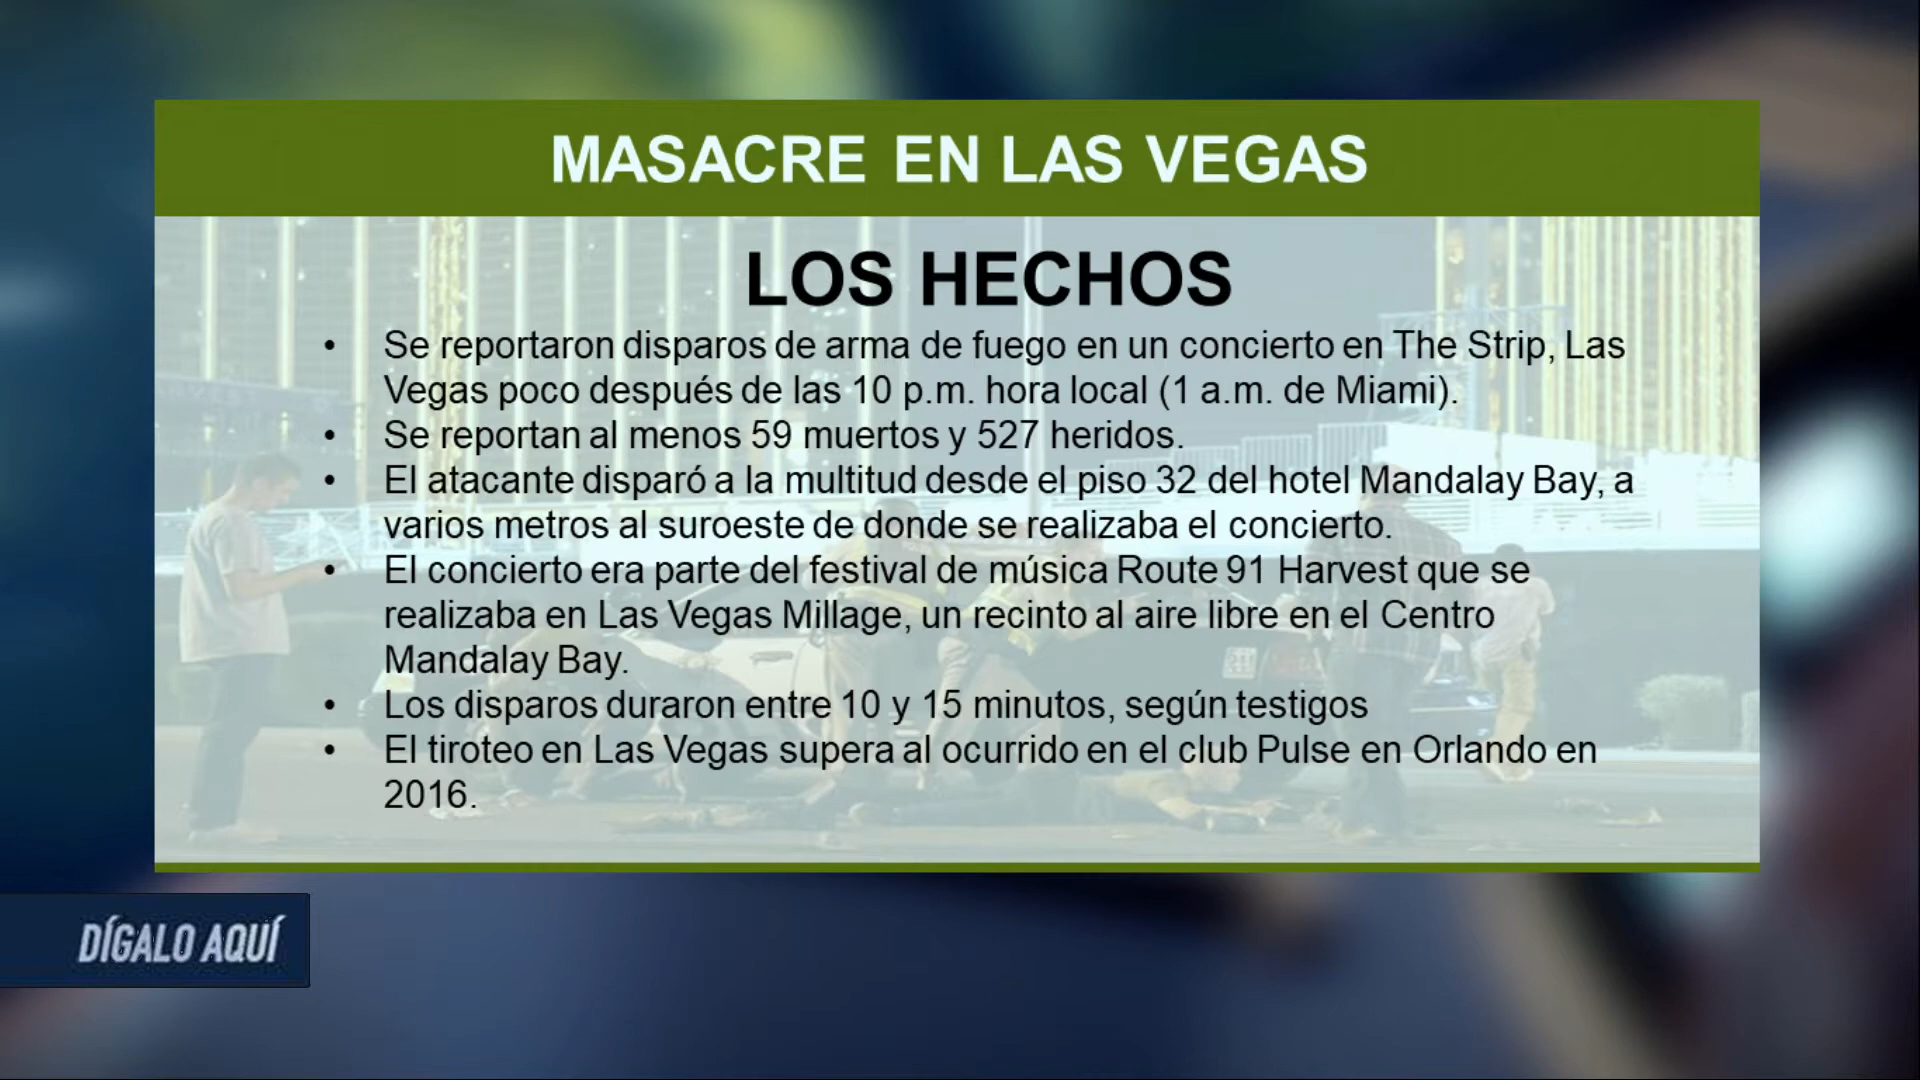 MASACRE EN LAS VEGAS
LOS HECHOS
• Se reportaron disparos de arma de fuego en un concierto en The Strip, Las
Vegas poco después de las 10 p.m. hora local (1 a.m. de Miami).
• Se reportan al menos 59 muertos y 527 heridos.
• El atacante disparó a la multitud desde el piso 32 del hotel Mandalay Bay, a
varios metros al suroeste de donde se realizaba el concierto.
• El concierto era parte del festival de música Route 91 Harvest que se
realizaba en Las Vegas Millage, un recinto al aire libre en el Centro
Mandalay Bay.
• Los disparos duraron entre 10 y 15 minutos, según testigos
• El tiroteo en Las Vegas supera al ocurrido en el club Pulse en Orlando en
2016.
DÍGALO AQUÍ